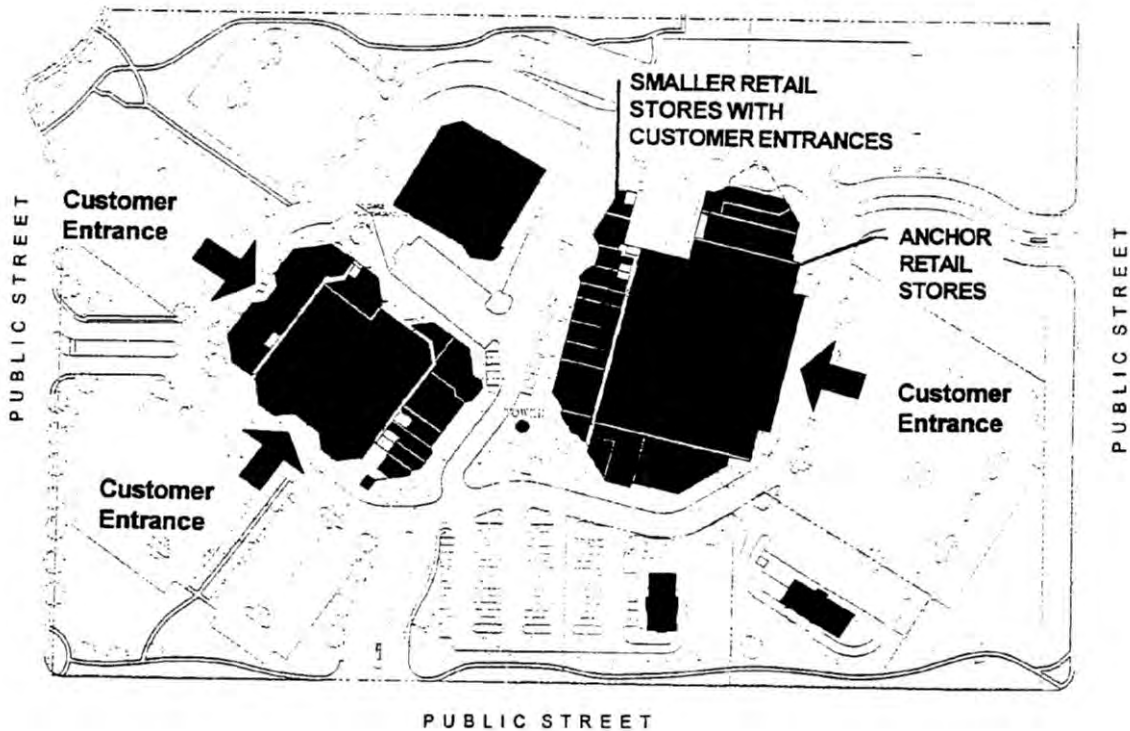 SMALLER RETAIL
STORES WITH
CUSTOMER ENTRANCES
Customer
Entrance
PUBLIC STREET
ANCHOR
RETAIL
STORES
PUBLIC STREET
Customer
Entrance
TOWER
Customer
Entrance
PUBLIC STREET